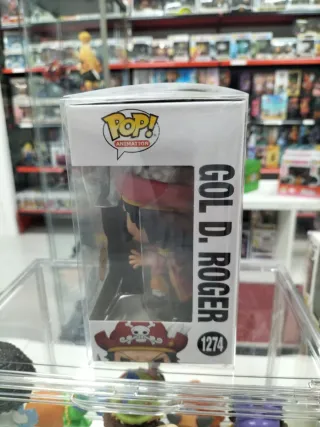 POP!
ANIMATION
GOL D. ROGER
1274